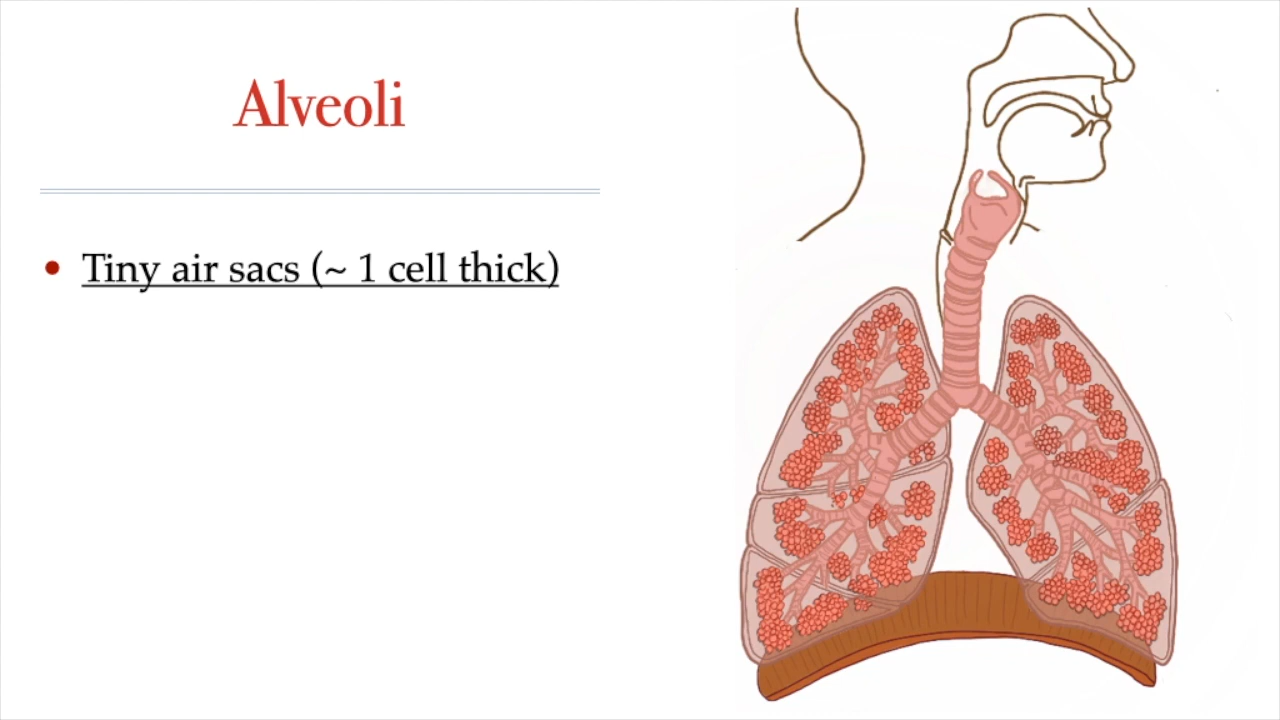 Alveoli
• Tiny air sacs (~ 1 cell thick)